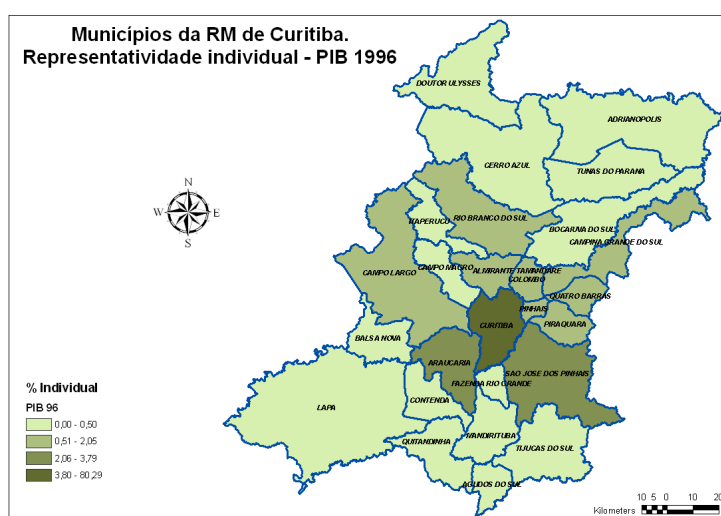 Municípios da RM de Curitiba.
Representatividade individual - PIB 1996
DOUTOR ULYSSES
ADRIANOPOLIS
CERRO AZUL
TUNAS DO PARANA
N
W
E
S
ITAPERUCU
RIO BRANCO DO SUL
BOCAIUVA DO SUL
CAMPINA GRANDE DO SUL
CAMPO LARGO
CAMPO MAGRO
ALMIRANTE TAMANDARE
COLOMBO
QUATRO BARRAS
PINHAIS
CURITIBA
PIRAQUARA
BALSA NOVA
ARAUCARIA
SAO JOSE DOS PINHAIS
FAZENDA RIO GRANDE
% Individual
PIB 96
0,00 - 0,50
0,51 - 2,05
2,06 - 3,79
3,80 - 80,29
LAPA
CONTENDA
MANDIRITUBA
QUITANDINHA
TIJUCAS DO SUL
AGUDOS DO SUL
10 5 0 10 20
Kilometers